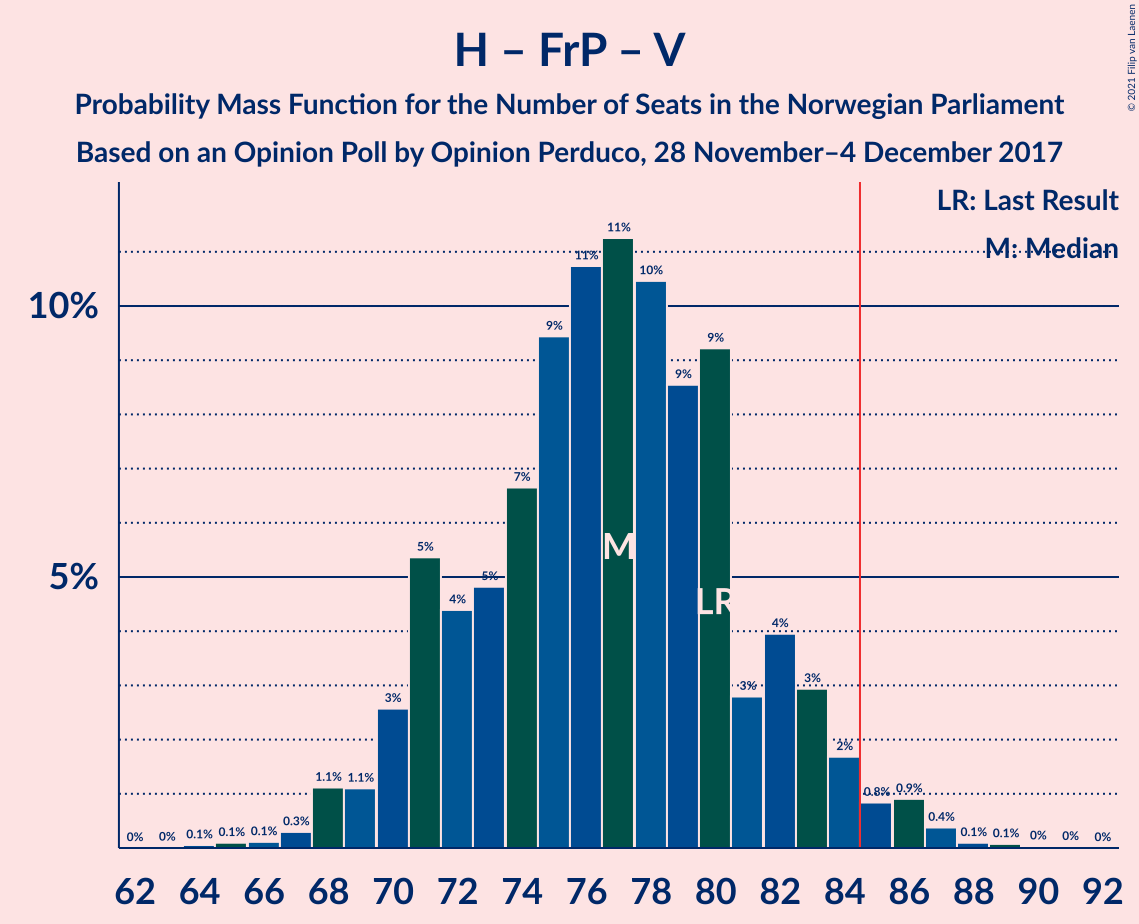 © 2021 Filip van Laenen
H – FrP – V
Probability Mass Function for the Number of Seats in the Norwegian Parliament
Based on an Opinion Poll by Opinion Perduco, 28 November–4 December 2017
LR: Last Result
M: Median
10%
5%
0% 0% 0.1% 0.1% 0.1% 0.3% 1.1% 1.1% 3% 5% 4% 5% 7% 9% 11% 11% 10% 9% 9% 3% 4% 3% 2% 0.8% 0.9% 0.4% 0.1% 0.1% 0% 0% 0%
M
LR
62 64 66 68 70 72 74 76 78 80 82 84 86 88 90 92